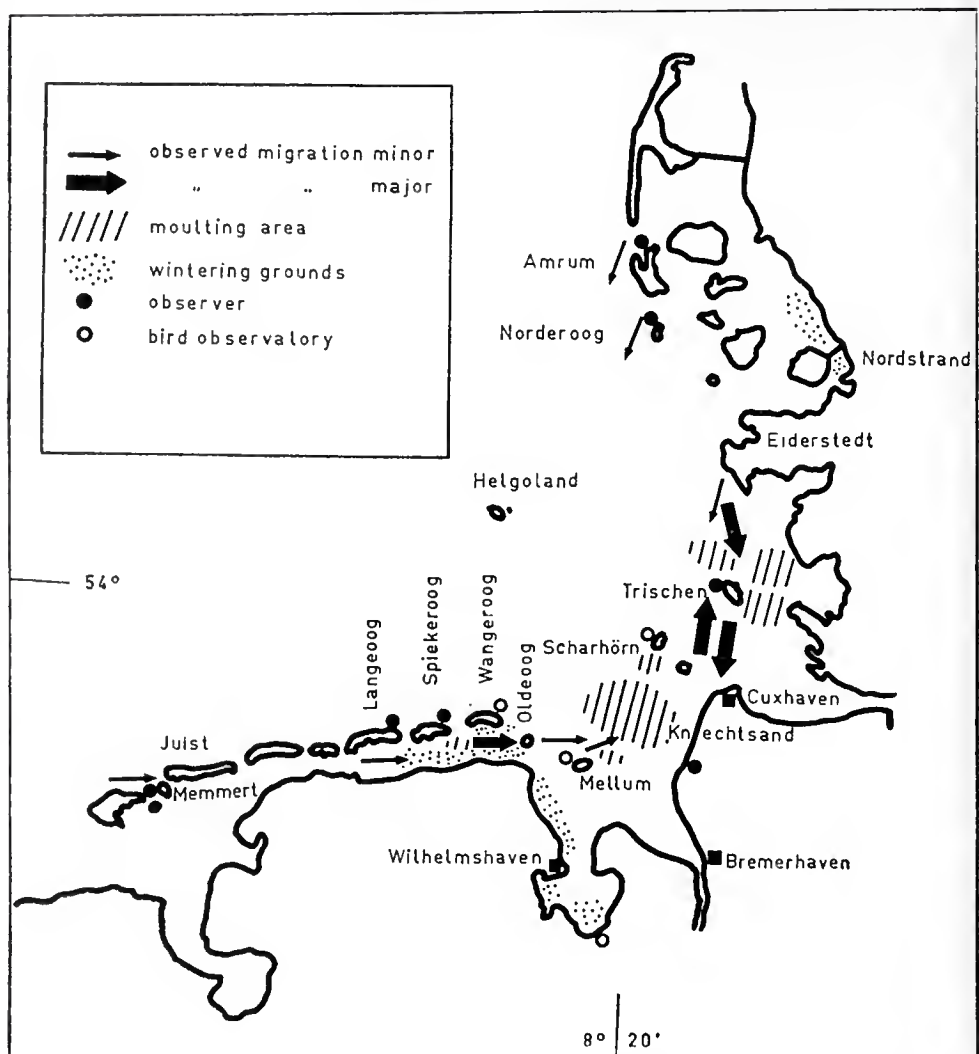 observed migration minor
„ „ major
moulting area
wintering grounds
observer
bird observatory
Amrum
Norderoog
Nordstrand
Eiderstedt
Helgoland
54°
Trischen
Scharhörn
Cuxhaven
Knechtsand
Langeoog
Spiekeroog
Wangeroog
Oldeoog
Juist
Memmert
Mellum
Wilhelmshaven
Bremerhaven
8° 20'